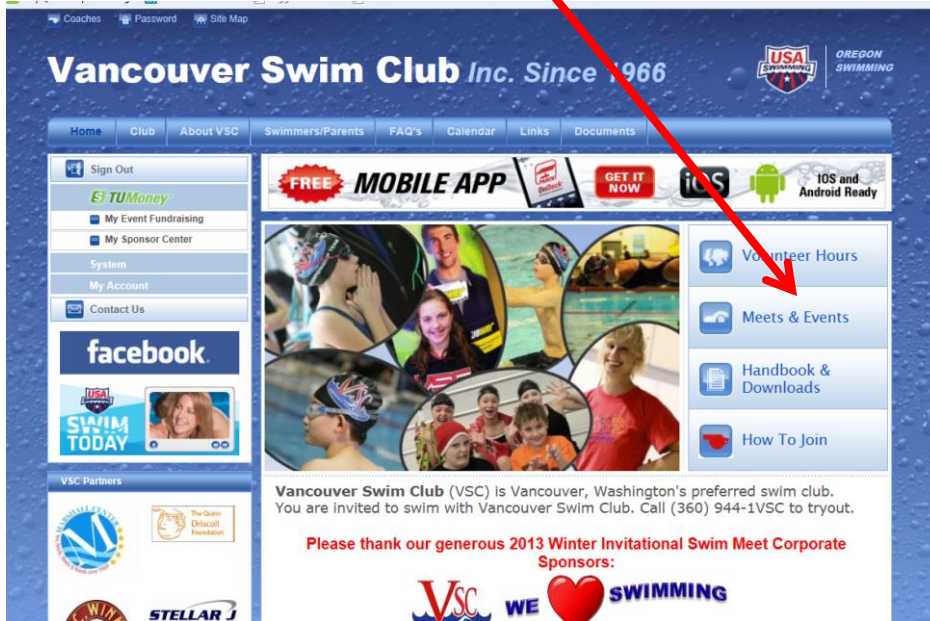 Coaches Password Site Map
Vancouver Swim Club Inc. Since 1966
USA
SWIMMING
OREGON
SWIMMING
Home Club About VSC Swimmers/Parents FAQ's Calendar Links Documents
Sign Out
TUMoney
My Event Fundraising
My Sponsor Center
System
My Account
Contact Us
facebook
USA
SWIM
TODAY
VSC Partners
MARSHALL CENTER
The Quinn
Driscoll
Foundation
STELLAR J
FREE MOBILE APP
OnDeck
GET IT
NOW
iOS
IOS and
Android Ready
Volunteer Hours
Meets & Events
Handbook &
Downloads
How To Join
Vancouver Swim Club (VSC) is Vancouver, Washington's preferred swim club.
You are invited to swim with Vancouver Swim Club. Call (360) 944-1VSC to tryout.
Please thank our generous 2013 Winter Invitational Swim Meet Corporate
Sponsors:
VSC WE SWIMMING